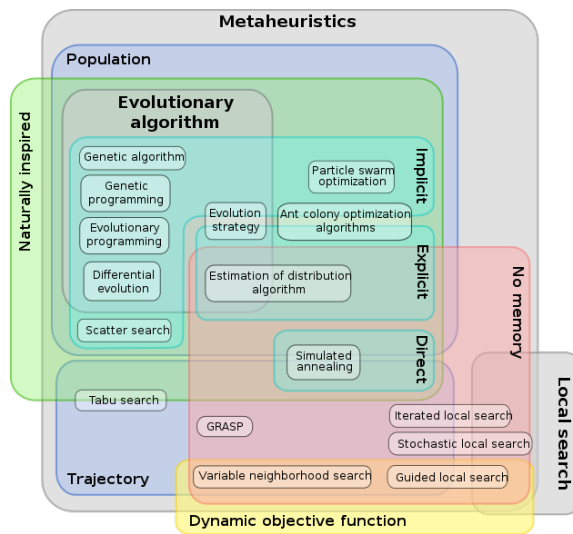 Metaheuristics
Population
Naturally inspired
Evolutionary
algorithm
Genetic algorithm
Implicit
Particle swarm
optimization
Genetic
programming
Evolution
strategy
Ant colony optimization
algorithms
Evolutionary
programming
Explicit
Differential
evolution
Estimation of distribution
algorithm
No memory
Scatter search
Direct
Simulated
annealing
Local search
Tabu search
GRASP
Iterated local search
Stochastic local search
Trajectory
Variable neighborhood search
Guided local search
Dynamic objective function